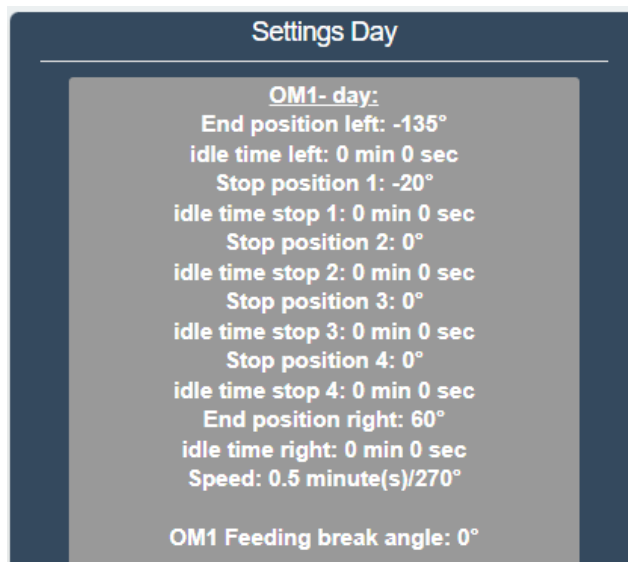 Settings Day
OM1- day:
End position left: -135°
idle time left: 0 min 0 sec
Stop position 1: -20°
idle time stop 1: 0 min 0 sec
Stop position 2: 0°
idle time stop 2: 0 min 0 sec
Stop position 3: 0°
idle time stop 3: 0 min 0 sec
Stop position 4: 0°
idle time stop 4: 0 min 0 sec
End position right: 60°
idle time right: 0 min 0 sec
Speed: 0.5 minute(s)/270°
OM1 Feeding break angle: 0°